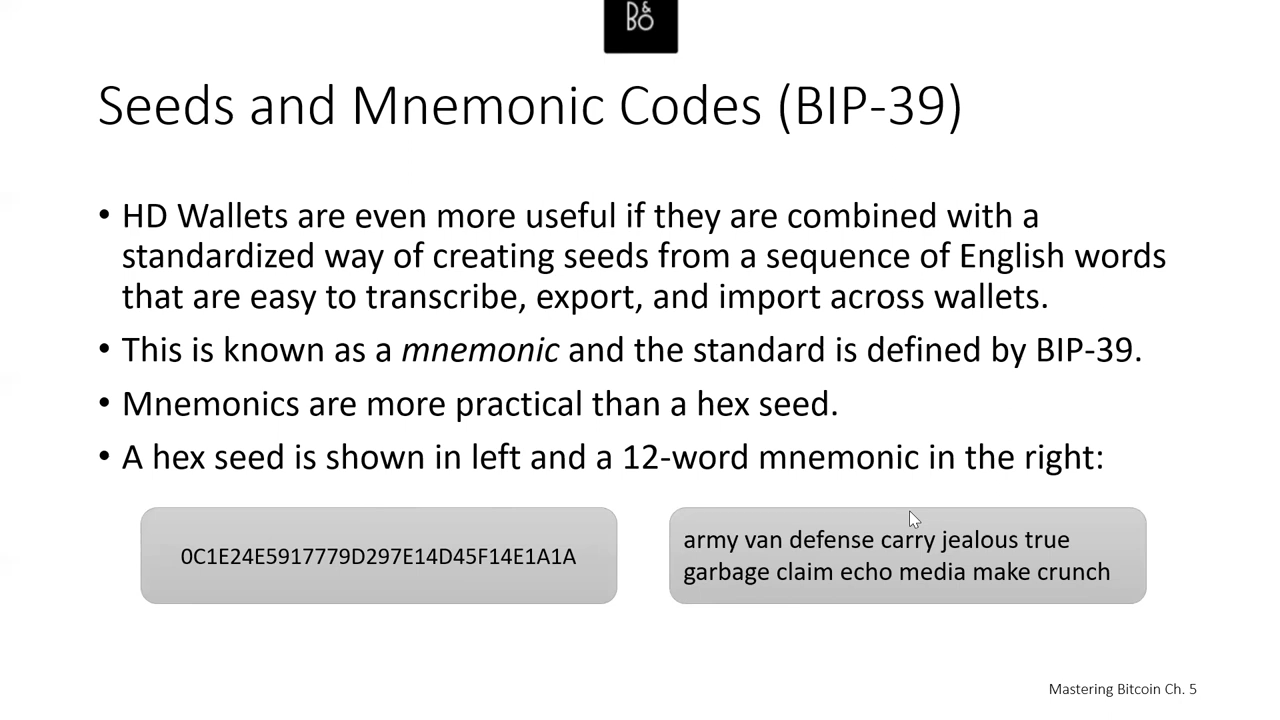 D&
BO
Seeds and Mnemonic Codes (BIP-39)
• HD Wallets are even more useful if they are combined with a
standardized way of creating seeds from a sequence of English words
that are easy to transcribe, export, and import across wallets.
• This is known as a mnemonic and the standard is defined by BIP-39.
• Mnemonics are more practical than a hex seed.
• A hex seed is shown in left and a 12-word mnemonic in the right:
0C1E24E5917779D297E14D45F14E1A1A
army van defense carry jealous true
garbage claim echo media make crunch
Mastering Bitcoin Ch. 5